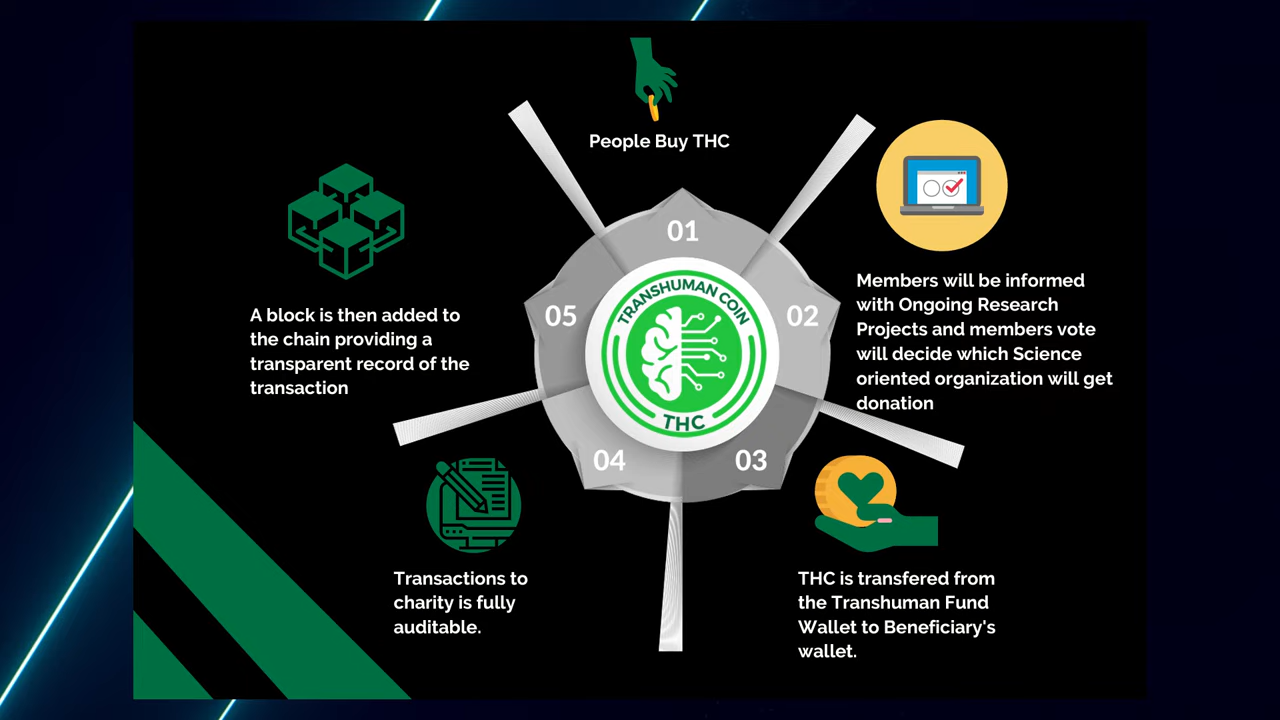 People Buy THC
01
02
03
04
05
TRANSHUMAN COIN
THC
Members will be informed
with Ongoing Research
Projects and members vote
will decide which Science
oriented organization will get
donation
THC is transfered from
the Transhuman Fund
Wallet to Beneficiary's
wallet.
Transactions to
charity is fully
auditable.
A block is then added to
the chain providing a
transparent record of the
transaction